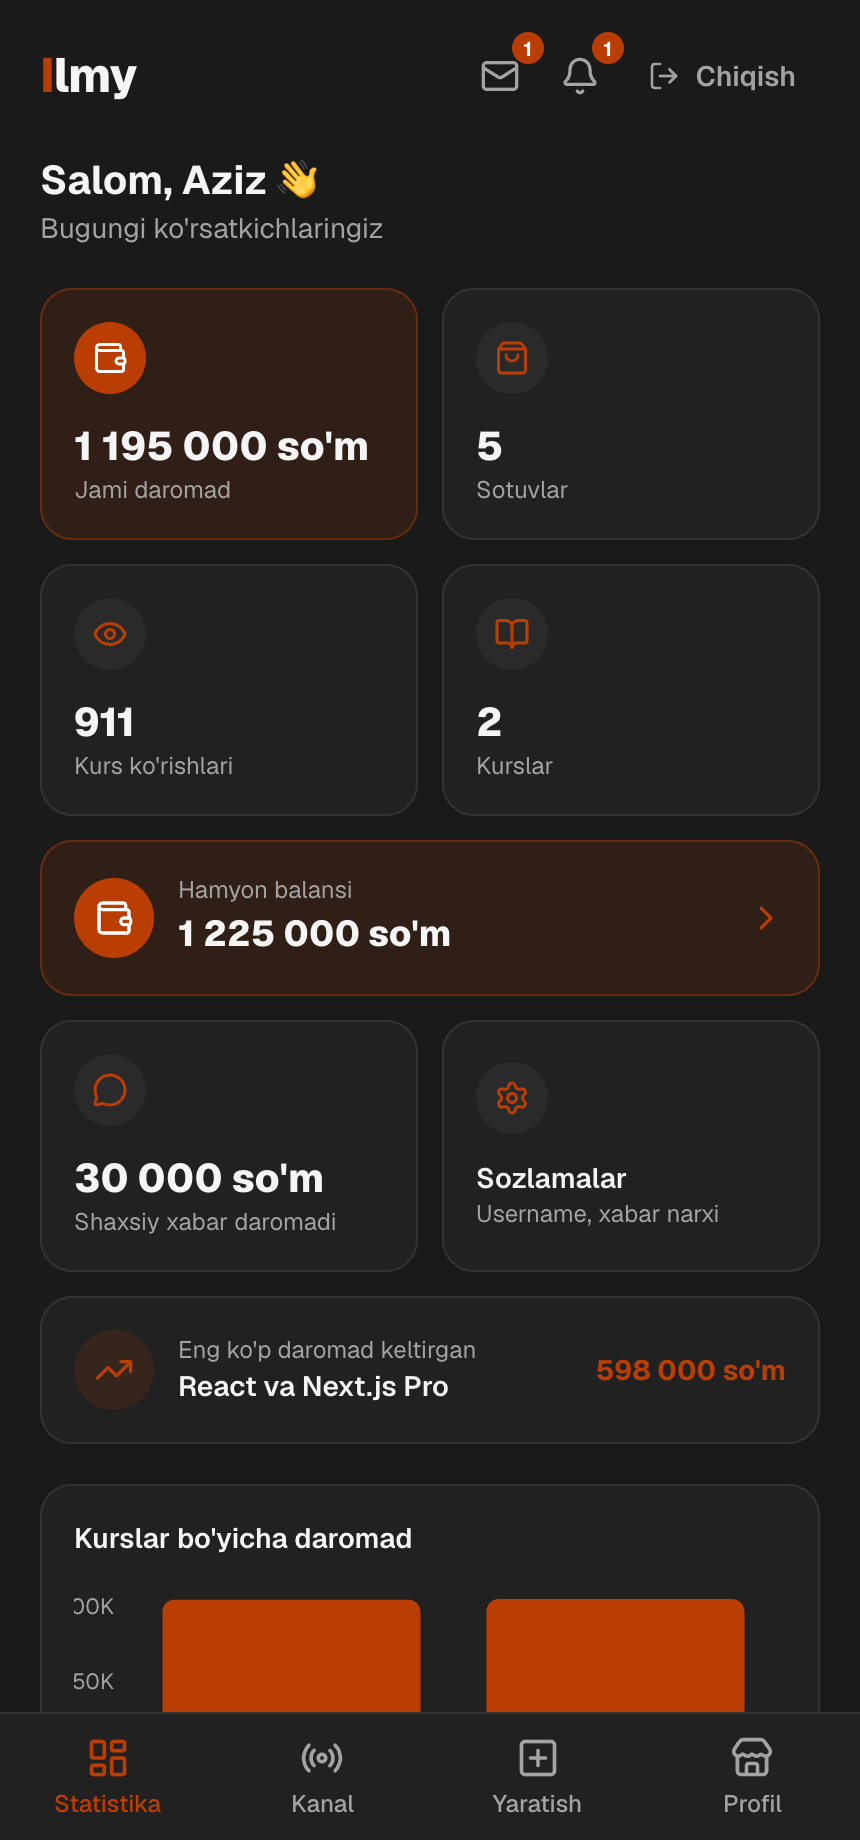 Ilmy
1
1
Chiqish
Salom, Aziz 👋
Bugungi ko'rsatkichlaringiz
1 195 000 so'm
Jami daromad
5
Sotuvlar
911
Kurs ko'rishlari
2
Kurslar
Hamyon balansi
1 225 000 so'm
30 000 so'm
Shaxsiy xabar daromadi
Sozlamalar
Username, xabar narxi
Eng ko'p daromad keltirgan
React va Next.js Pro
598 000 so'm
Kurslar bo'yicha daromad
50K
Statistika
Kanal
Yaratish
Profil